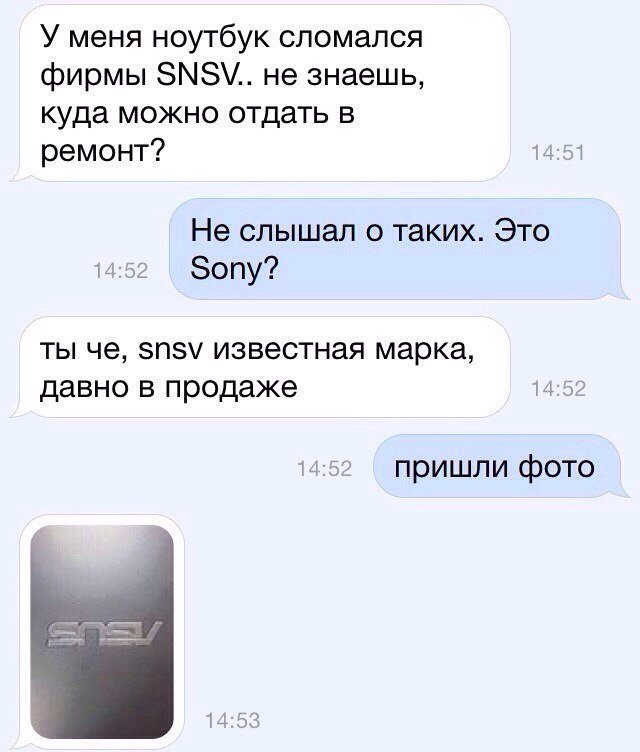 У меня ноутбук сломался
фирмы SNSV.. не знаешь,
куда можно отдать в
ремонт?
14:51
Не слышал о таких. Это
Sony?
14:52
ты че, snsv известная марка,
давно в продаже
14:52
пришли фото
14:52
SNSV
14:53